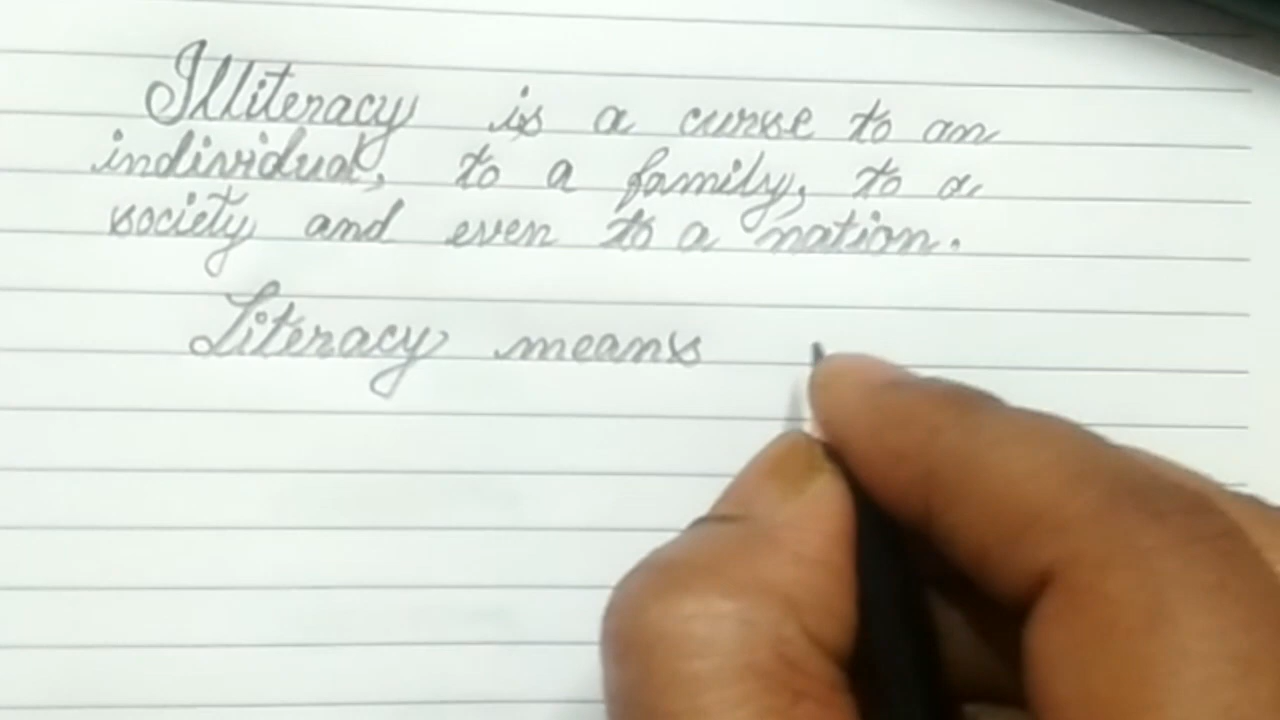 Illiteracy is a curse to an
individual, to a family, to a
society and even to a nation.
Literacy means